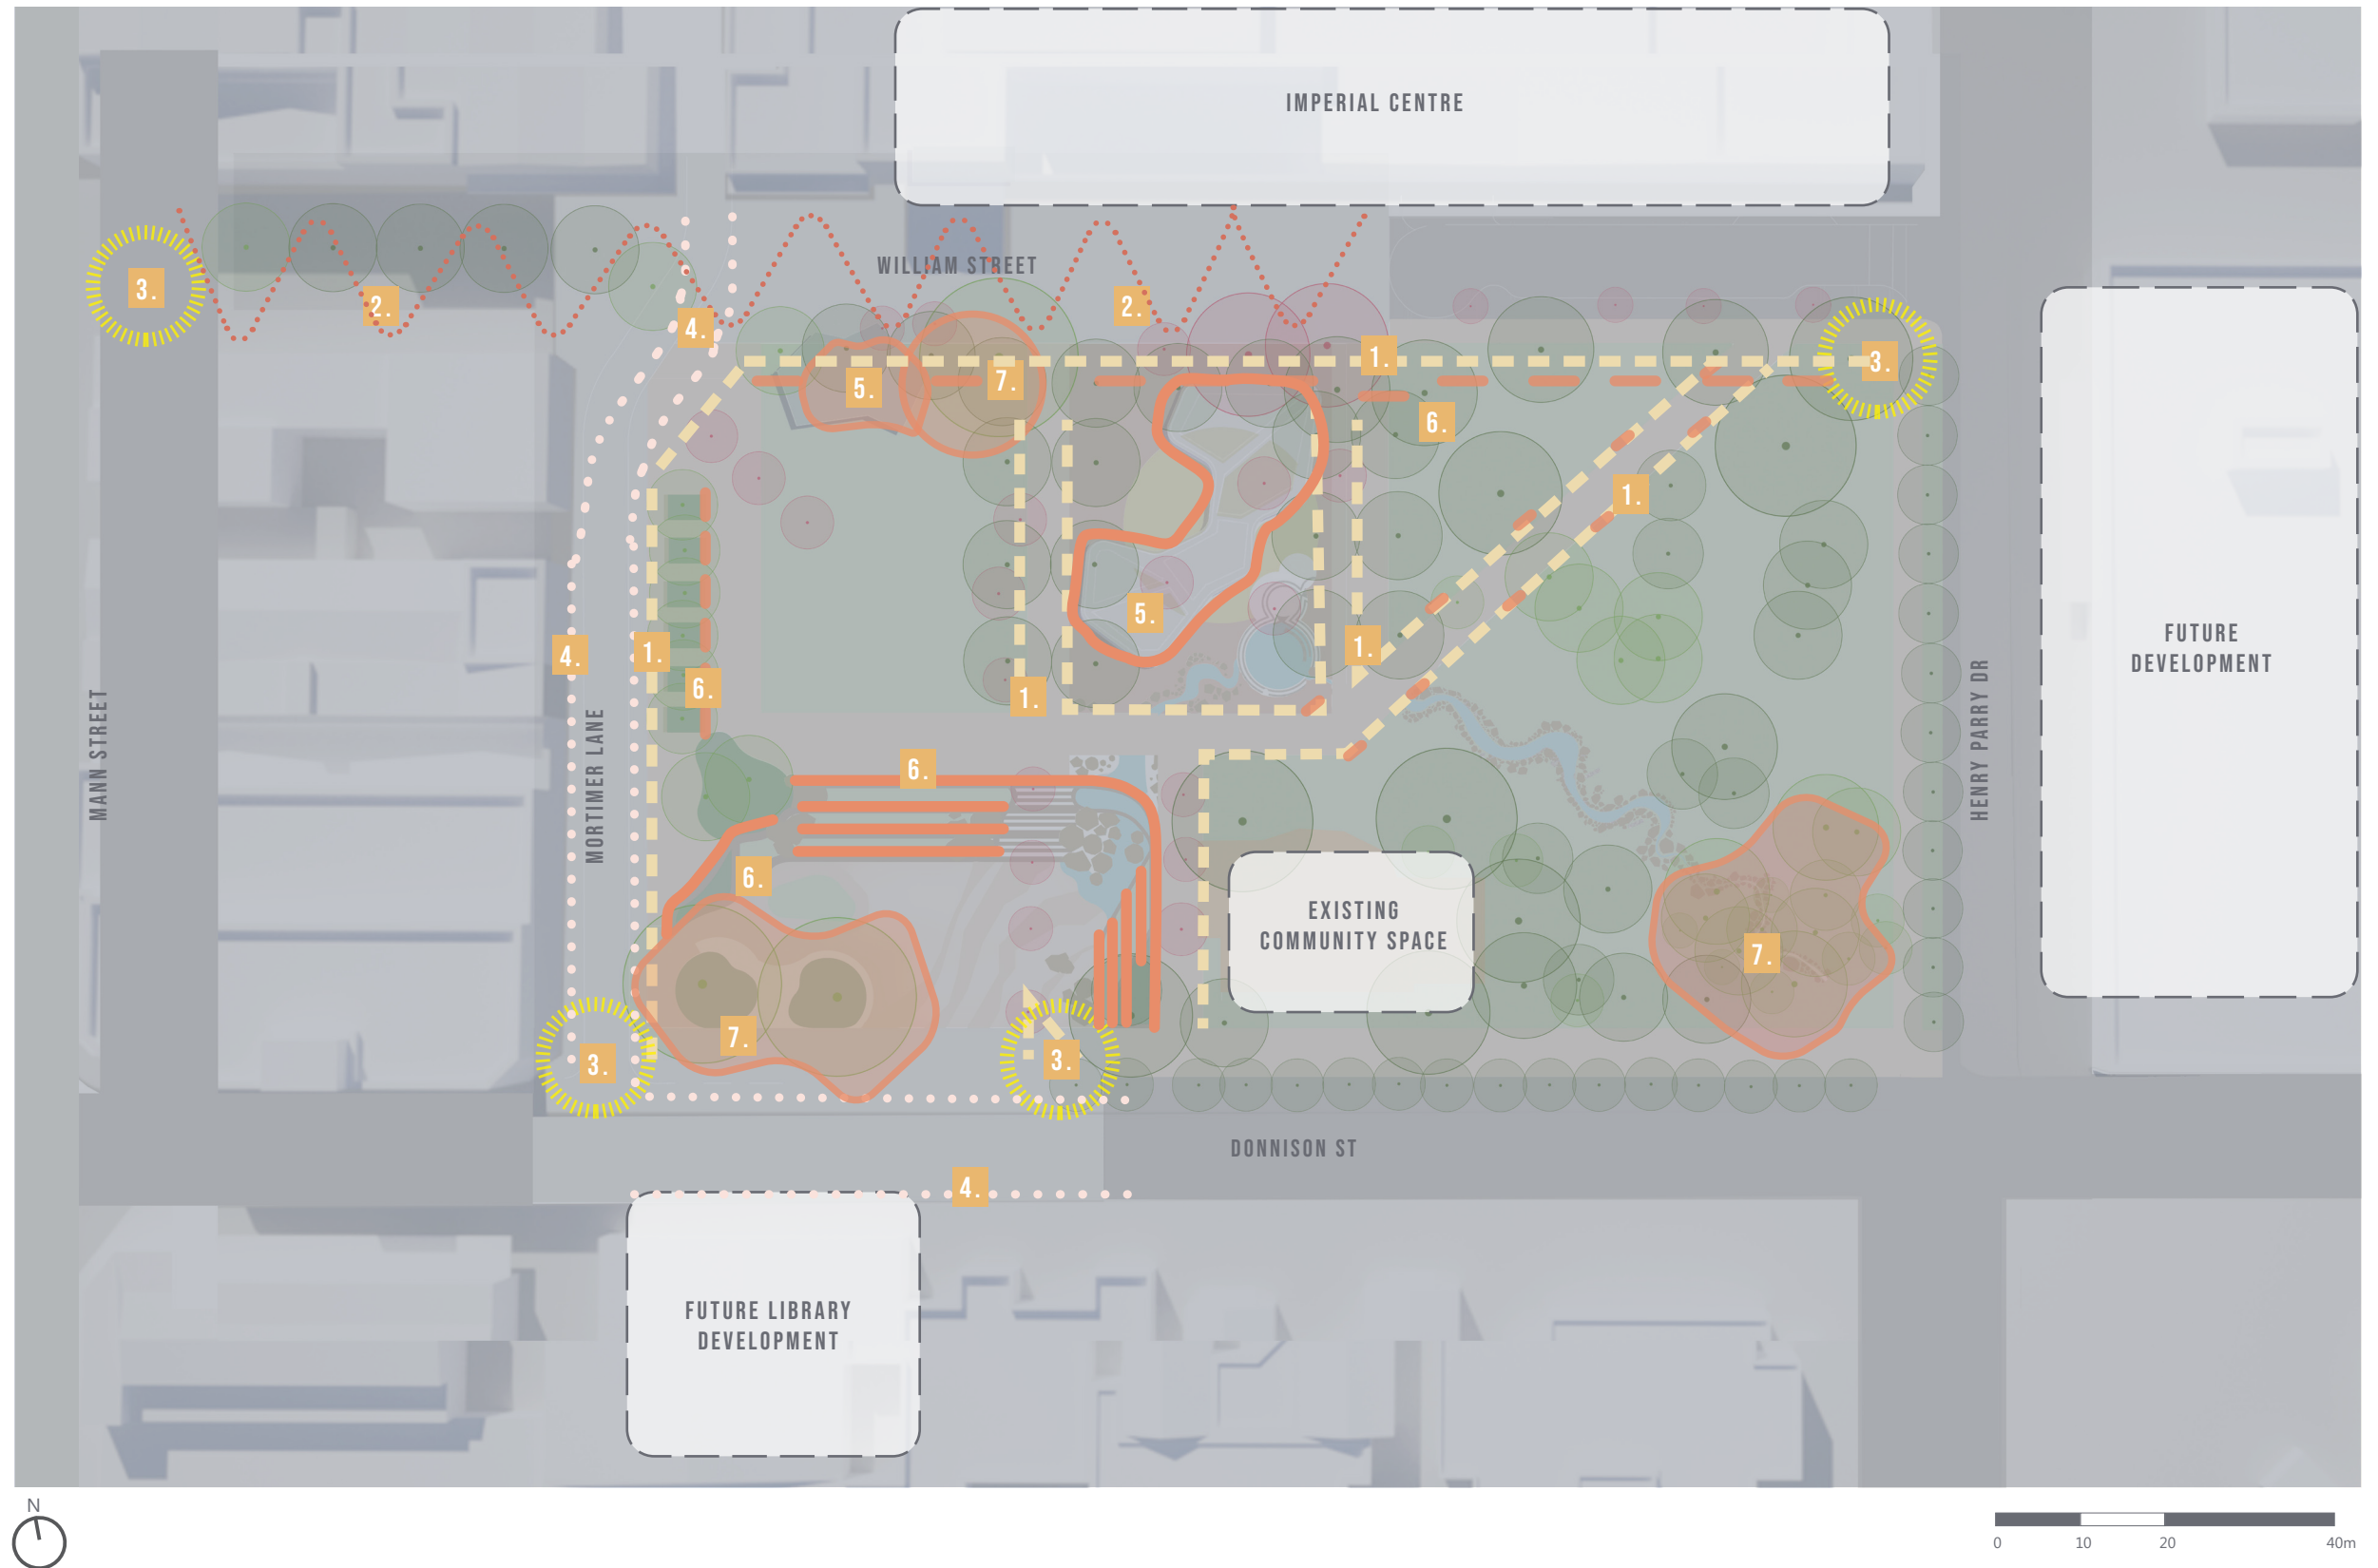 IMPERIAL CENTRE
WILLIAM STREET
3.
2.
2.
4.
1.
3.
5.
7.
6.
1.
5.
4.
1.
1.
6.
1.
FUTURE
DEVELOPMENT
MANN STREET
MORTIMER LANE
HENRY PARRY DR
6.
6.
EXISTING
COMMUNITY SPACE
7.
7.
3.
3.
DONNISON ST
4.
FUTURE LIBRARY
DEVELOPMENT
N
0 10 20 40m